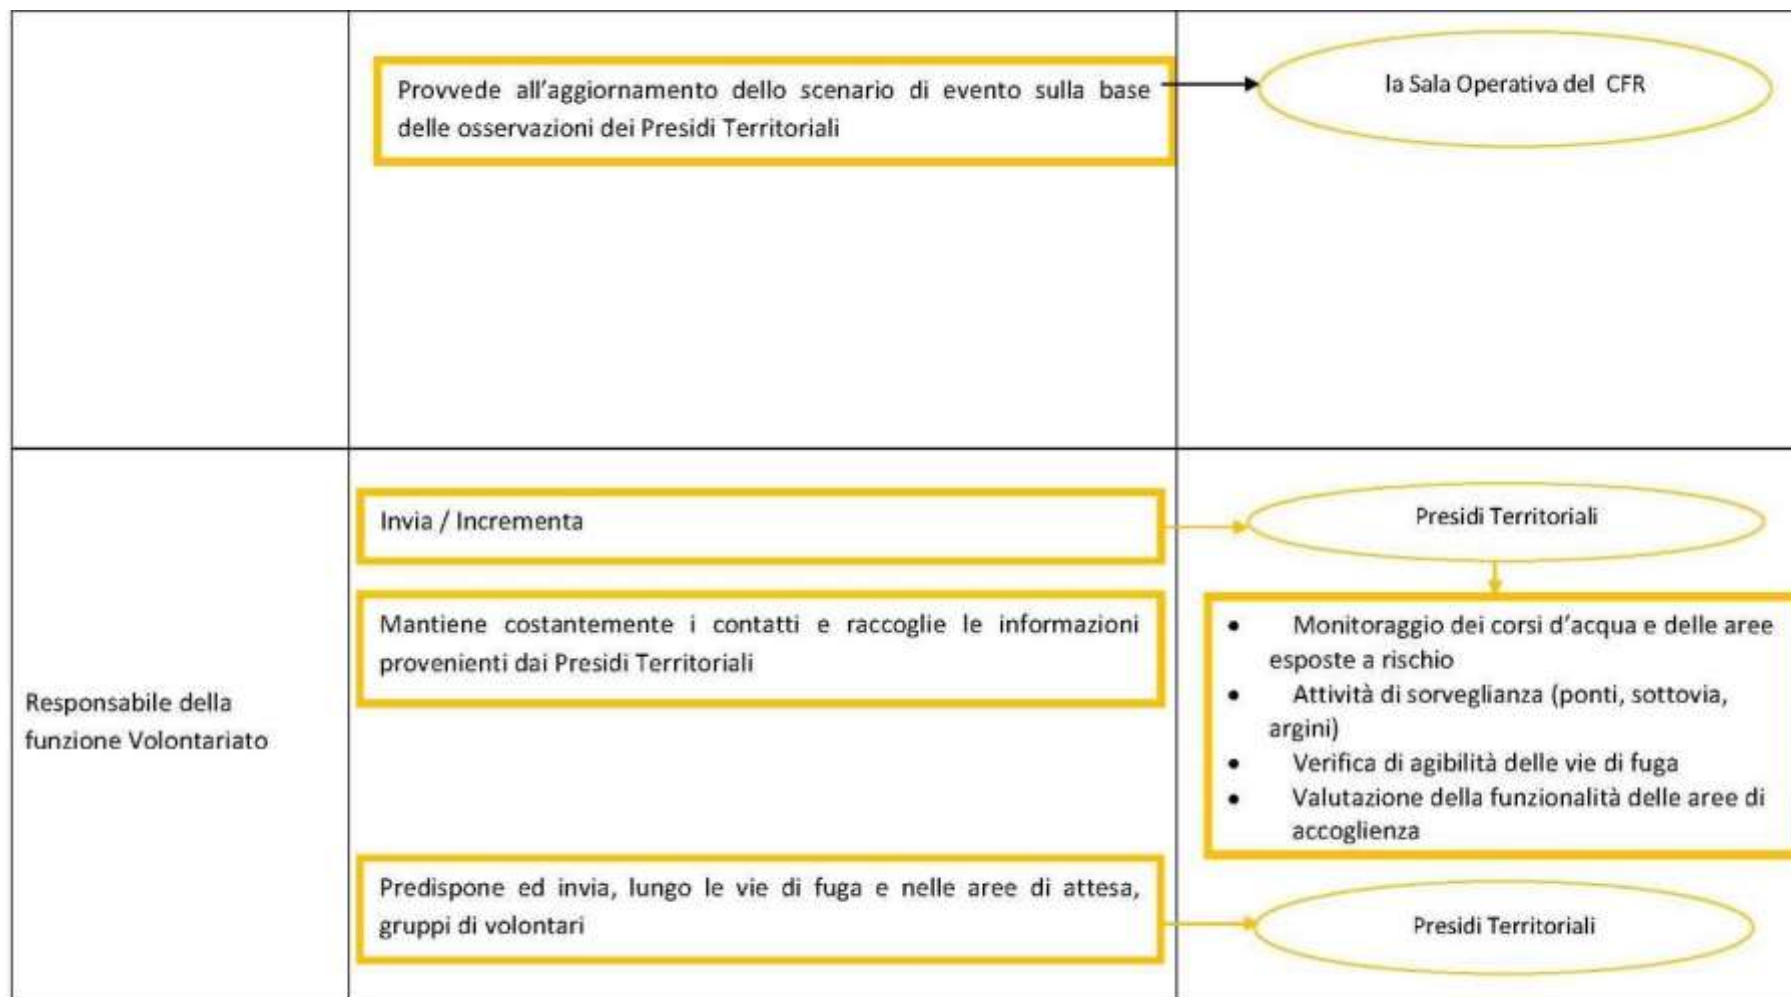 Provvede all'aggiornamento dello scenario di evento sulla base
delle osservazioni dei Presidi Territoriali
la Sala Operativa del CFR
Responsabile della
funzione Volontariato
Invia / Incrementa
Presidi Territoriali
Mantiene costantemente i contatti e raccoglie le informazioni
provenienti dai Presidi Territoriali
• Monitoraggio dei corsi d'acqua e delle aree
esposte a rischio
• Attività di sorveglianza (ponti, sottovia,
argini)
• Verifica di agibilità delle vie di fuga
• Valutazione della funzionalità delle aree di
accoglienza
Predispone ed invia, lungo le vie di fuga e nelle aree di attesa,
gruppi di volontari
Presidi Territoriali